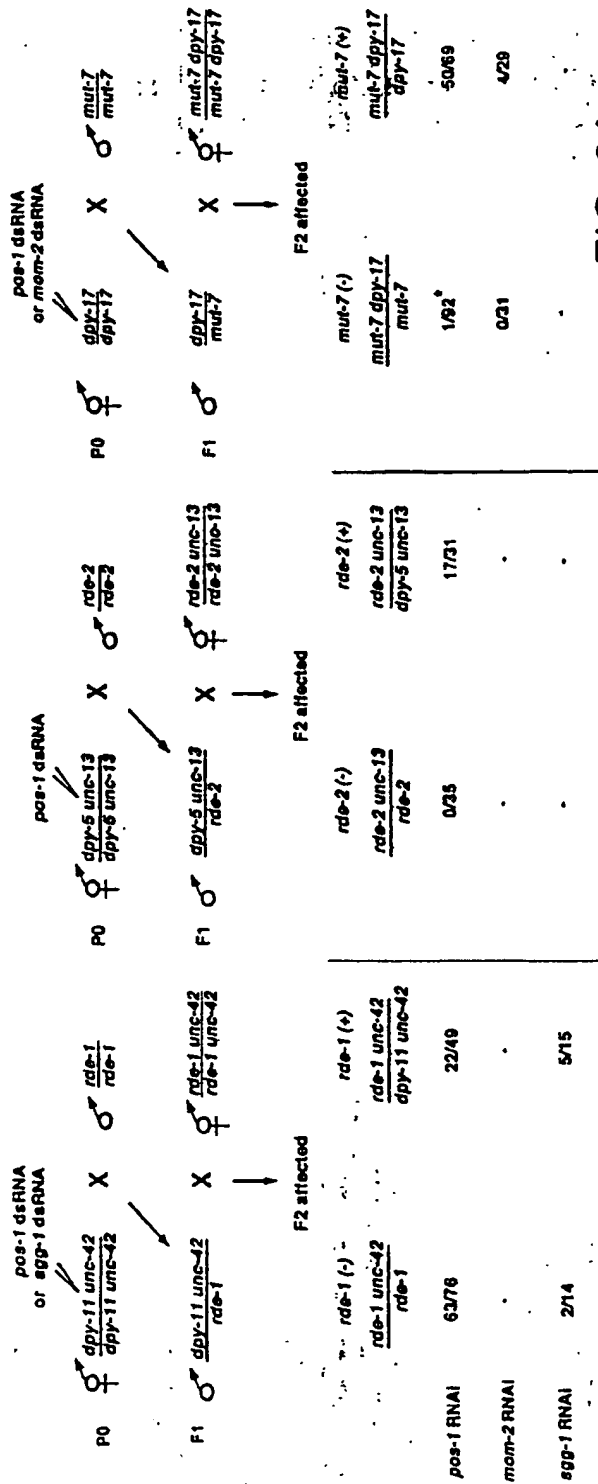 pos-1 dsRNA
or sgg-1 dsRNA
P0
dpy-11 unc-42
dpy-11 unc-42
X
rde-1
rde-1
F1
dpy-11 unc-42
rde-1
X
rde-1 unc-42
rde-1 unc-42
F2 affected
pos-1 dsRNA
P0
dpy-5 unc-13
dpy-5 unc-13
X
rde-2
rde-2
F1
dpy-5 unc-13
rde-2
X
rde-2 unc-13
rde-2 unc-13
F2 affected
pos-1 dsRNA
or mom-2 dsRNA
P0
dpy-17
dpy-17
X
mut-7
mut-7
F1
dpy-17
mut-7
X
mut-7 dpy-17
mut-7 dpy-17
F2 affected
rde-1 (-) rde-1 (+) rde-2 (-) rde-2 (+) mut-7 (-) mut-7 (+)
rde-1 unc-42 rde-1 unc-42 rde-2 unc-13 rde-2 unc-13 mut-7 dpy-17 mut-7 dpy-17
rde-1 dpy-11 unc-42 rde-2 dpy-5 unc-13 mut-7 dpy-17
pos-1 RNAi 63/76 22/49 0/35 17/31 1/92* 50/69
mom-2 RNAi - - - - 0/31 4/29
sgg-1 RNAi 2/14 5/15 - - -
FIG.